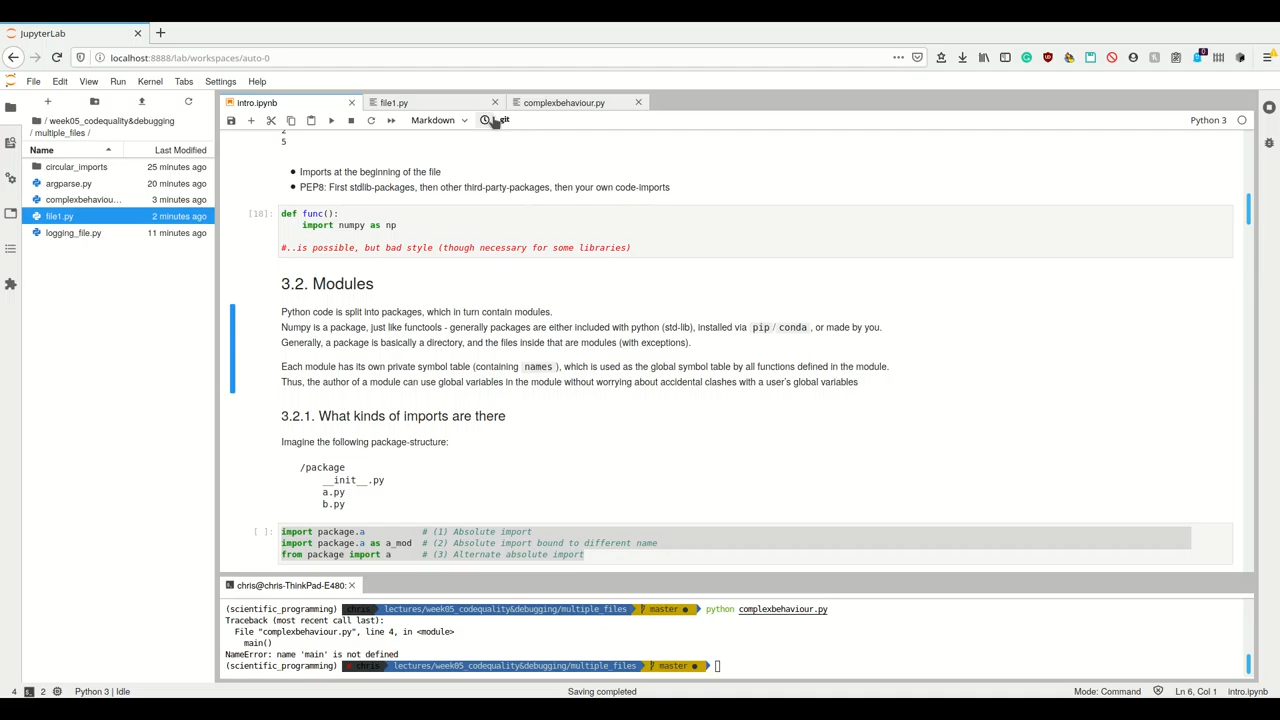 JupyterLab
localhost:8888/lab/workspaces/auto-0
File Edit View Run Kernel Tabs Settings Help
/ week05_codequality&debugging
/ multiple_files /
Name Last Modified
circular_imports 25 minutes ago
argparse.py 20 minutes ago
complexbehaviou... 3 minutes ago
file1.py 2 minutes ago
logging_file.py 11 minutes ago
intro.ipynb file1.py complexbehaviour.py
Markdown git Python 3
2
5
Imports at the beginning of the file
PEP8: First stdlib-packages, then other third-party-packages, then your own code-imports
[18]: def func():
import numpy as np
#..is possible, but bad style (though necessary for some libraries)
3.2. Modules
Python code is split into packages, which in turn contain modules.
Numpy is a package, just like functools - generally packages are either included with python (std-lib), installed via pip / conda , or made by you.
Generally, a package is basically a directory, and the files inside that are modules (with exceptions).
Each module has its own private symbol table (containing names ), which is used as the global symbol table by all functions defined in the module.
Thus, the author of a module can use global variables in the module without worrying about accidental clashes with a user's global variables
3.2.1. What kinds of imports are there
Imagine the following package-structure:
/package
__init__.py
a.py
b.py
[ ]: import package.a # (1) Absolute import
import package.a as a_mod # (2) Absolute import bound to different name
from package import a # (3) Alternate absolute import
chris@chris-ThinkPad-E480:
(scientific_programming) chris lectures/week05_codequality&debugging/multiple_files master ● python complexbehaviour.py
Traceback (most recent call last):
File "complexbehaviour.py", line 4, in <module>
main()
NameError: name 'main' is not defined
(scientific_programming) chris lectures/week05_codequality&debugging/multiple_files master ●
4 2 Python 3 | Idle Saving completed Mode: Command Ln 6, Col 1 intro.ipynb